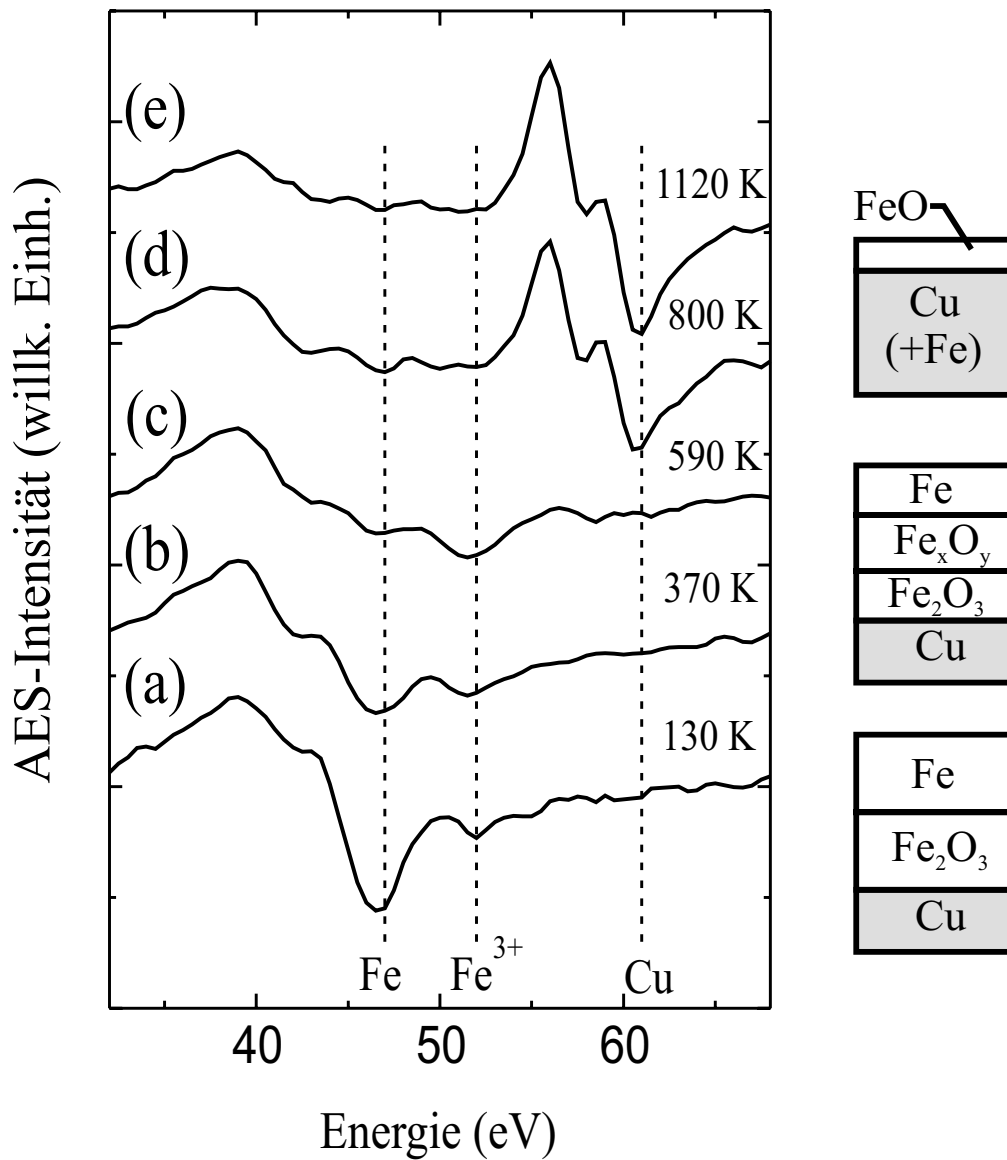 AES-Intensität (willk. Einh.)
(e)
1120 K
(d)
800 K
(c)
590 K
(b)
370 K
(a)
130 K
Fe
Fe³⁺
Cu
40
50
60
Energie (eV)
FeO
Cu
(+Fe)
Fe
FeₓOᵧ
Fe₂O₃
Cu
Fe
Fe₂O₃
Cu